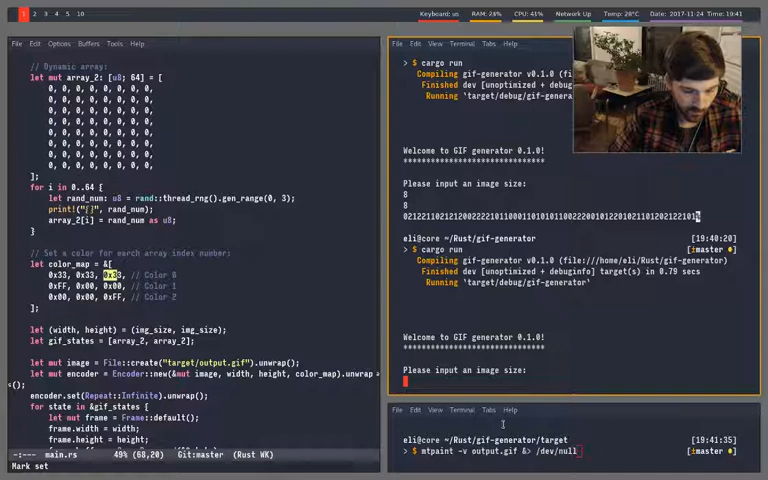 1 2 3 4 5 10
Keyboard: us
RAM: 24%
CPU: 41%
Network Up
Temp: 28°C
Date: 2017-11-24 Time: 19:41
File Edit Options Buffers Tools Help
// Dynamic array:
let mut array_2: [u8; 64] = [
0, 0, 0, 0, 0, 0, 0, 0,
0, 0, 0, 0, 0, 0, 0, 0,
0, 0, 0, 0, 0, 0, 0, 0,
0, 0, 0, 0, 0, 0, 0, 0,
0, 0, 0, 0, 0, 0, 0, 0,
0, 0, 0, 0, 0, 0, 0, 0,
0, 0, 0, 0, 0, 0, 0, 0,
0, 0, 0, 0, 0, 0, 0, 0,
];
for i in 0..64 {
let rand_num: u8 = rand::thread_rng().gen_range(0, 3);
print!("{}", rand_num);
array_2[i] = rand_num as u8;
}
// Set a color for earch array index number:
let color_map = &[
0x33, 0x33, 0x33, // Color 0
0xFF, 0x00, 0x00, // Color 1
0x00, 0x00, 0xFF, // Color 2
];
let (width, height) = (img_size, img_size);
let gif_states = [array_2, array_2];
let mut image = File::create("target/output.gif").unwrap();
let mut encoder = Encoder::new(&mut image, width, height, color_map).unwrap
s();
encoder.set(Repeat::Infinite).unwrap();
for state in &gif_states {
let mut frame = Frame::default();
frame.width = width;
frame.height = height;
-:--- main.rs 49% (68,20) Git:master (Rust WK)
Mark set
File Edit View Terminal Tabs
> $ cargo run
Compiling gif-generator v0.1.0 (fi
Finished dev [unoptimized + debug
Running `target/debug/gif-genera
Welcome to GIF generator 0.1.0!
Please input an image size:
8
8
eli@core ~/Rust/gif-generator [19:40:20]
> $ cargo run [±master ●]
Compiling gif-generator v0.1.0 (file:///home/eli/Rust/gif-generator)
Finished dev [unoptimized + debuginfo] target(s) in 0.79 secs
Running `target/debug/gif-generator`
Welcome to GIF generator 0.1.0!
Please input an image size:
File Edit View Terminal Tabs Help
eli@core ~/Rust/gif-generator/target [19:41:35]
> $ mtpaint -v output.gif &> /dev/null [±master ●]